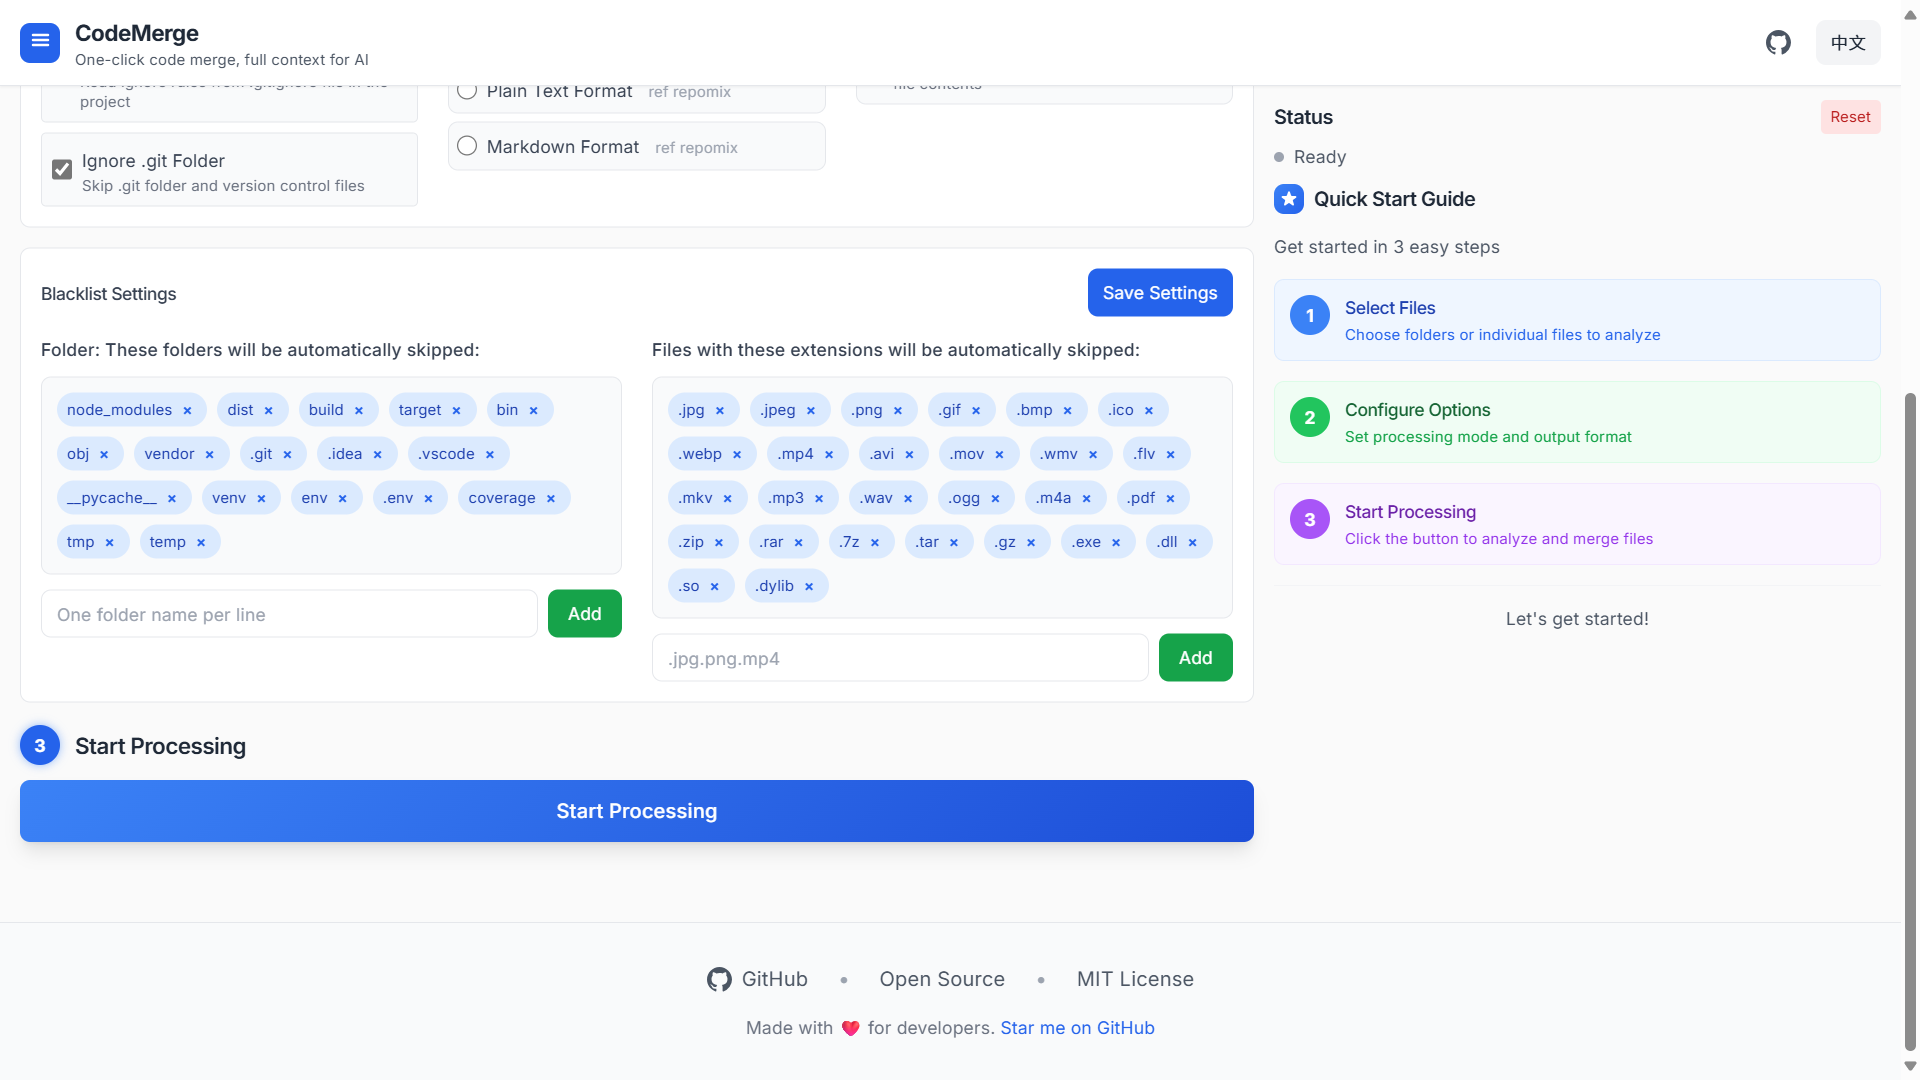 CodeMerge
One-click code merge, full context for AI
中文
project
Ignore .git Folder
Skip .git folder and version control files
Plain Text Format ref repomix
Markdown Format ref repomix
file contents
Blacklist Settings
Save Settings
Folder: These folders will be automatically skipped:
node_modules × dist × build × target × bin ×
obj × vendor × .git × .idea × .vscode ×
__pycache__ × venv × env × .env × coverage ×
tmp × temp ×
One folder name per line
Add
Files with these extensions will be automatically skipped:
.jpg × .jpeg × .png × .gif × .bmp × .ico ×
.webp × .mp4 × .avi × .mov × .wmv × .flv ×
.mkv × .mp3 × .wav × .ogg × .m4a × .pdf ×
.zip × .rar × .7z × .tar × .gz × .exe × .dll ×
.so × .dylib ×
.jpg.png.mp4
Add
3
Start Processing
Start Processing
Status
Reset
Ready
Quick Start Guide
Get started in 3 easy steps
1
Select Files
Choose folders or individual files to analyze
2
Configure Options
Set processing mode and output format
3
Start Processing
Click the button to analyze and merge files
Let's get started!
GitHub • Open Source • MIT License
Made with ❤️ for developers. Star me on GitHub